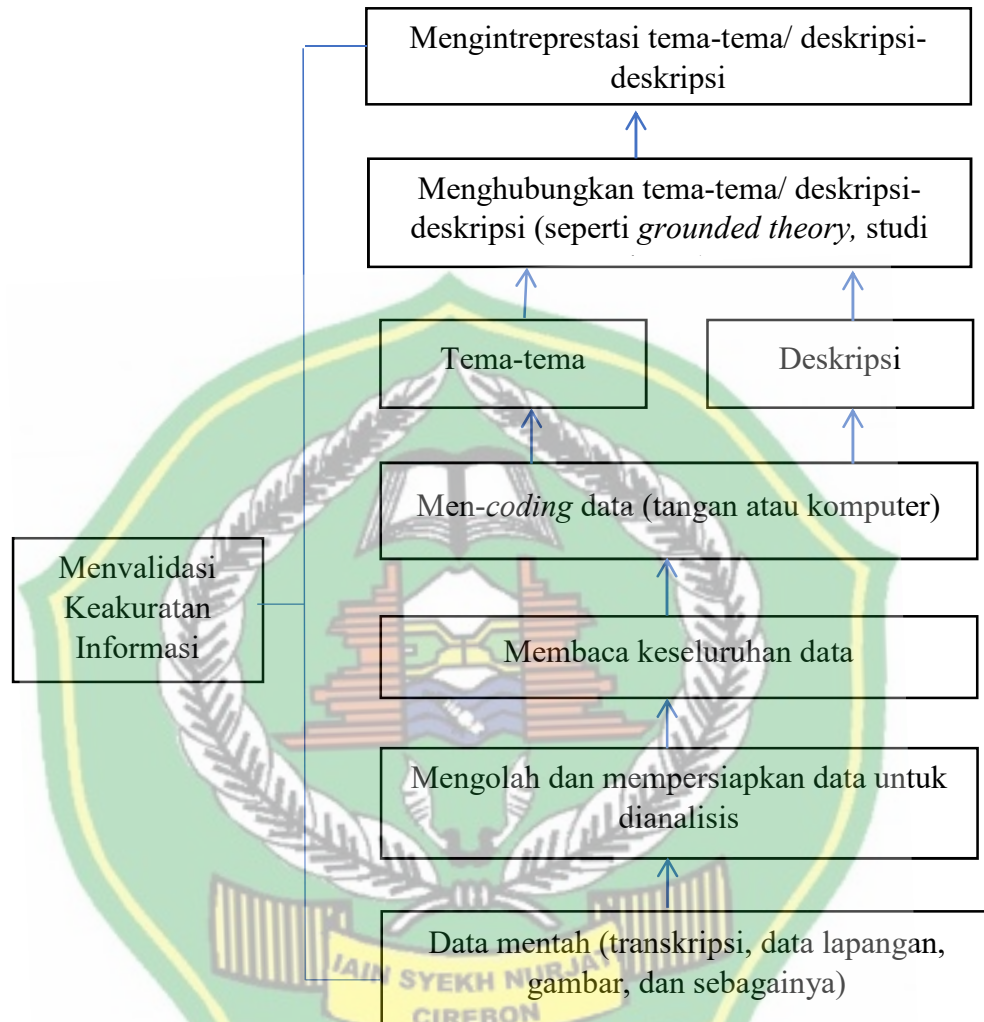 Mengintreprestasi tema-tema/ deskripsi-
deskripsi
Menghubungkan tema-tema/ deskripsi-
deskripsi (seperti grounded theory, studi
Tema-tema
Deskripsi
Men-coding data (tangan atau komputer)
Menvalidasi
Keakuratan
Informasi
Membaca keseluruhan data
Mengolah dan mempersiapkan data untuk
dianalisis
Data mentah (transkripsi, data lapangan,
gambar, dan sebagainya)
IAIN SYEKH NURJAT
CIREBON